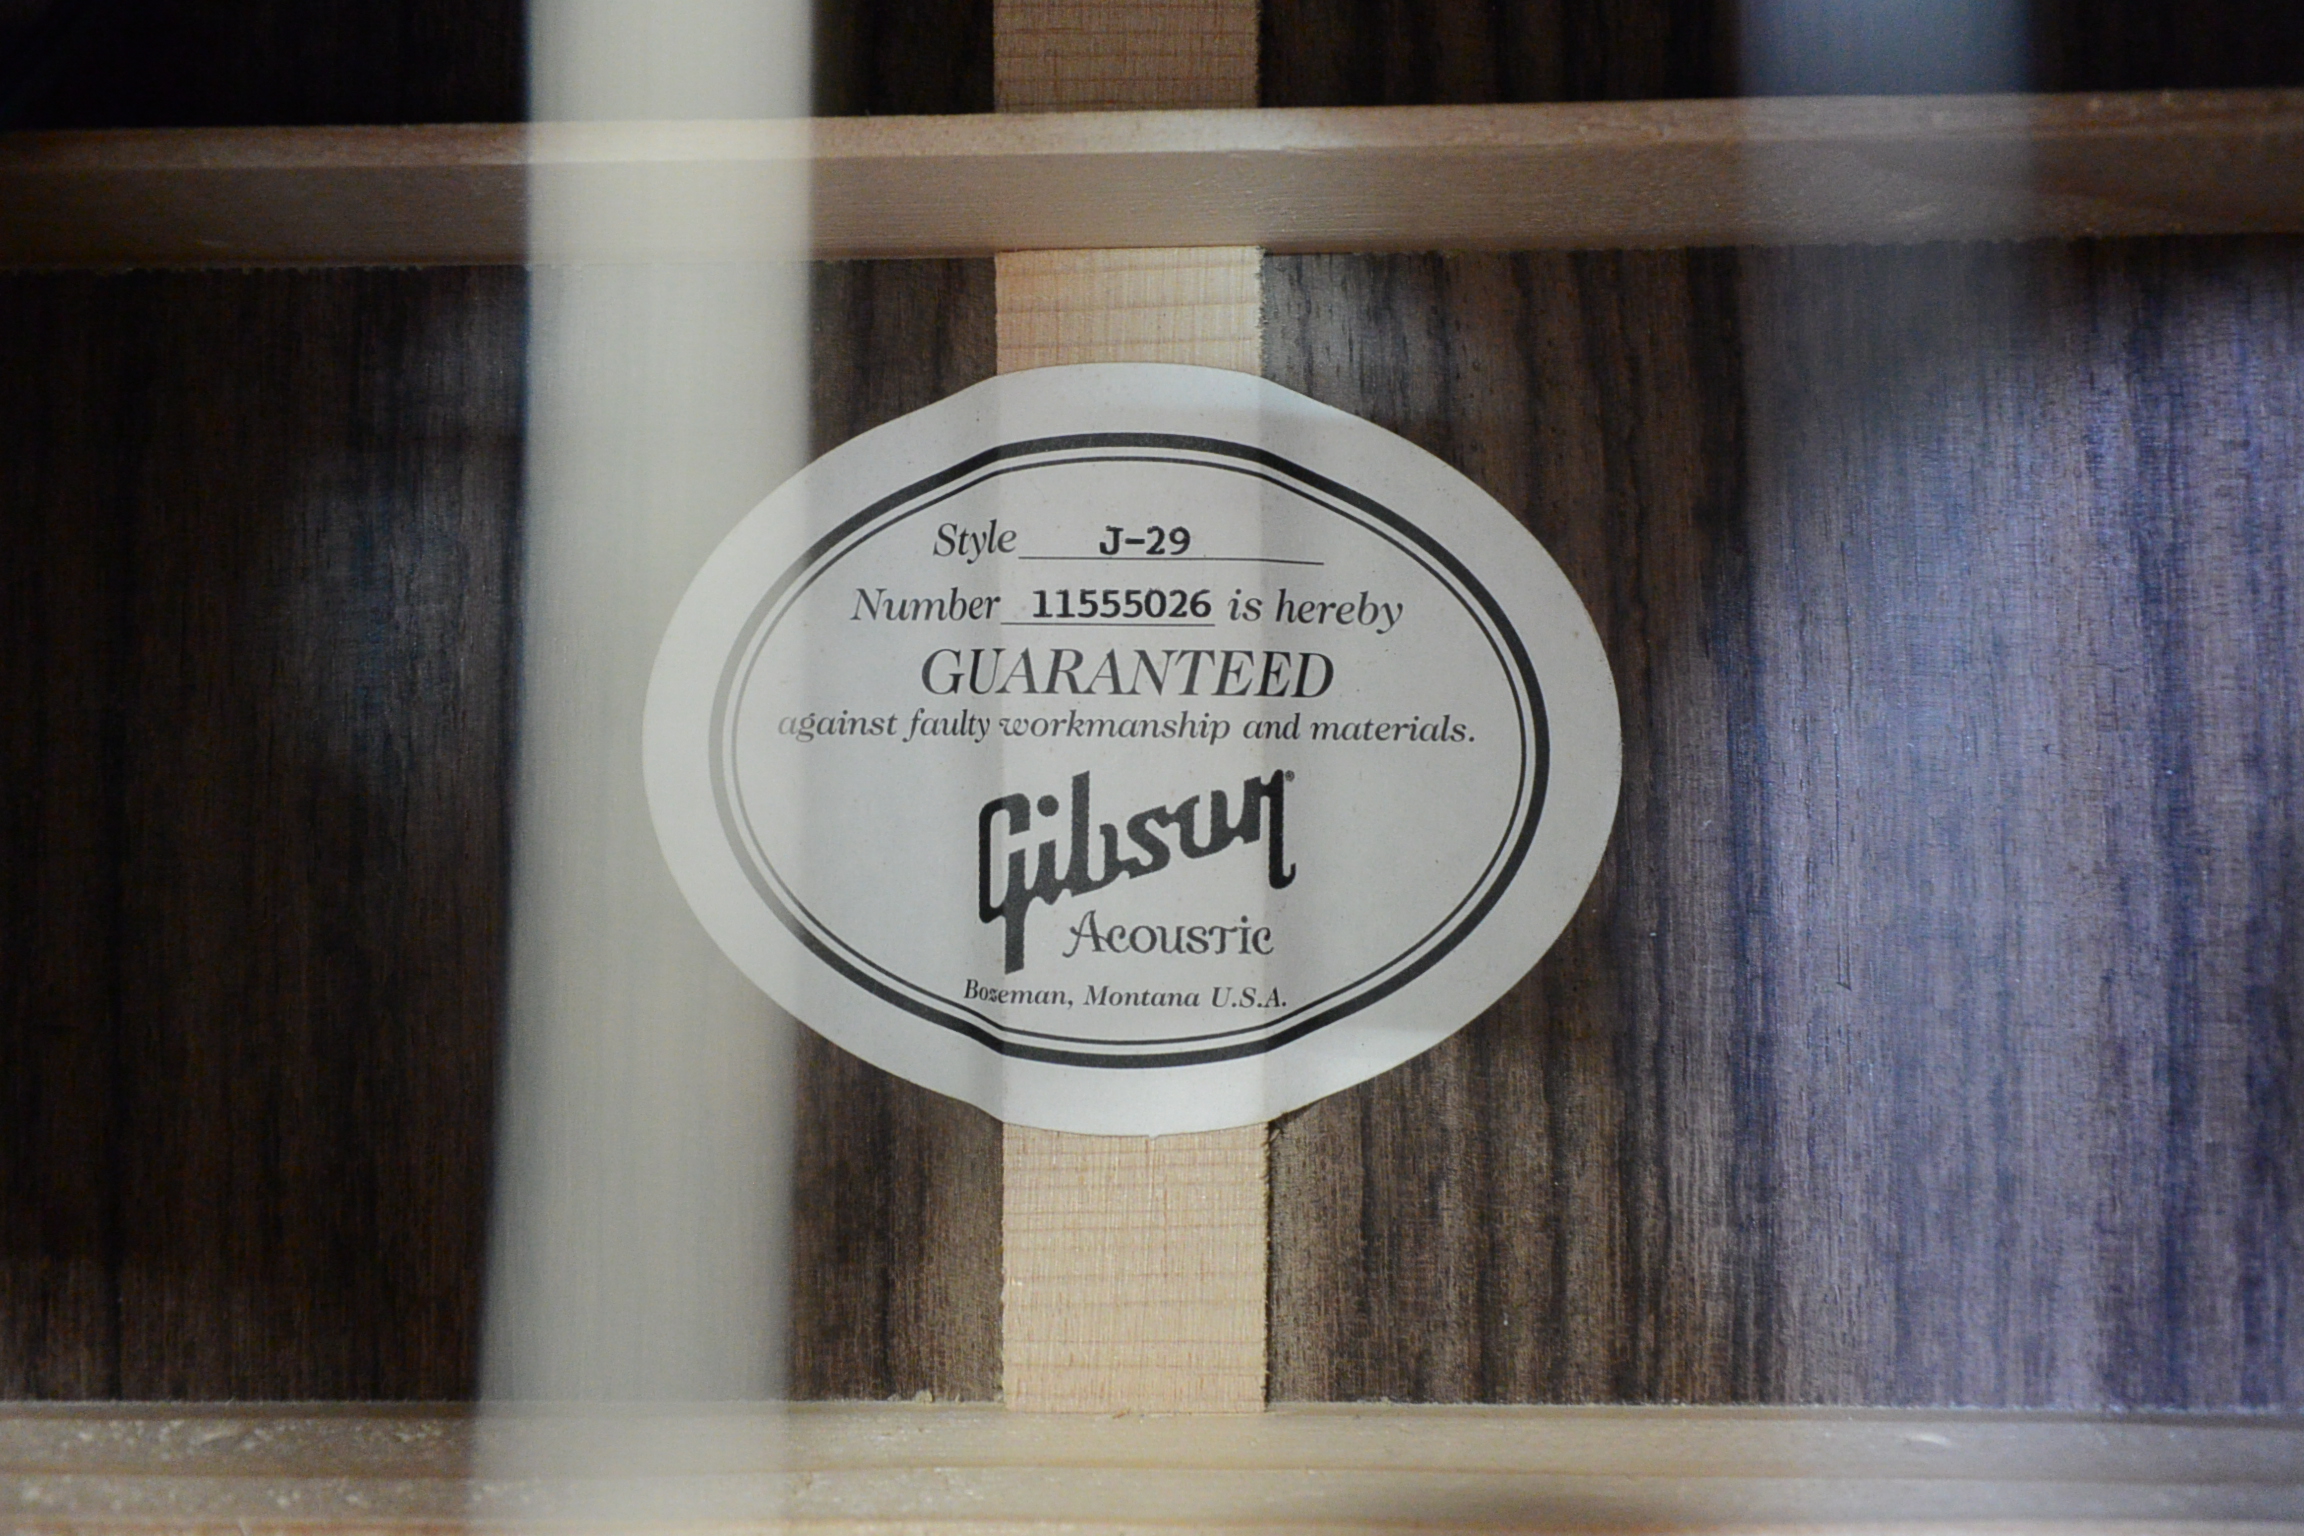 Style J-29
Number 11555026 is hereby
GUARANTEED
against faulty workmanship and materials.
Gibson®
Acoustic
Bozeman, Montana U.S.A.